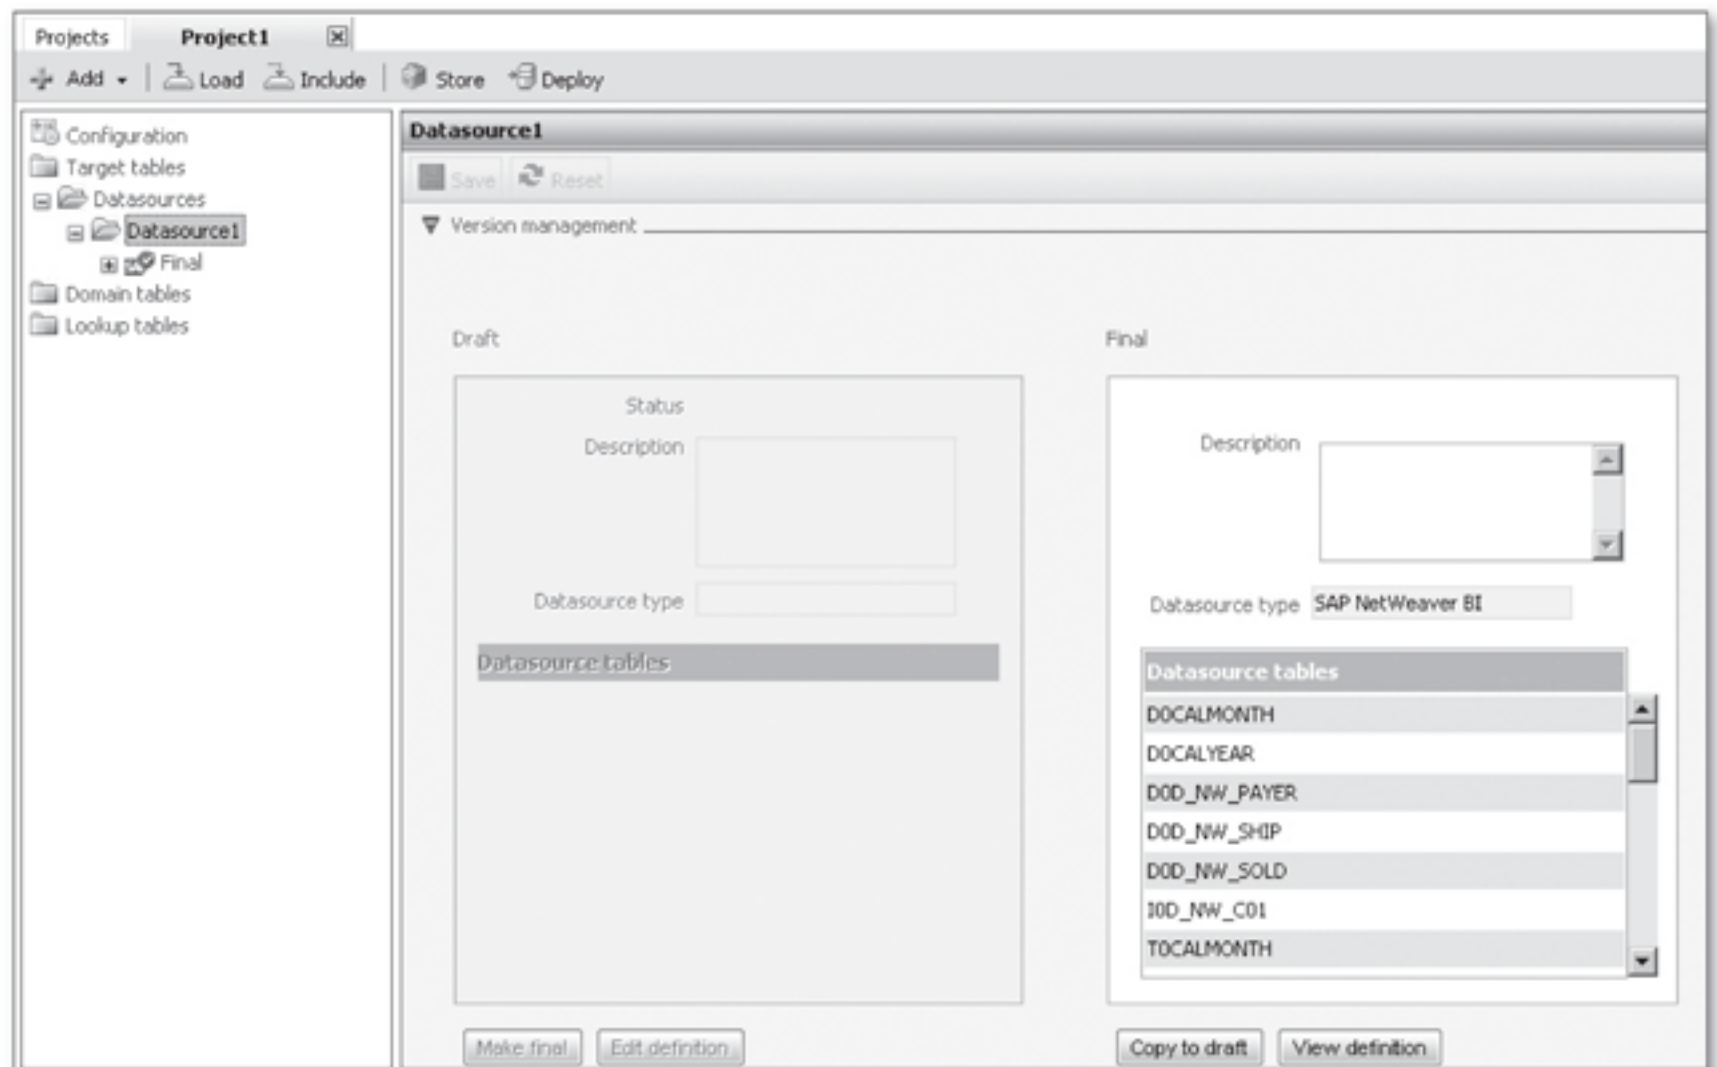 Projects Project1
Add Load Include Store Deploy
Configuration
Target tables
Datasources
Datasource1
Final
Domain tables
Lookup tables
Datasource1
Save Reset
Version management
Draft
Status
Description
Datasource type
Datasource tables
Make final Edit definition
Final
Description
Datasource type SAP NetWeaver BI
Datasource tables
D0CALMONTH
D0CALYEAR
D0D_NW_PAYER
D0D_NW_SHIP
D0D_NW_SOLD
I0D_NW_C01
T0CALMONTH
Copy to draft View definition